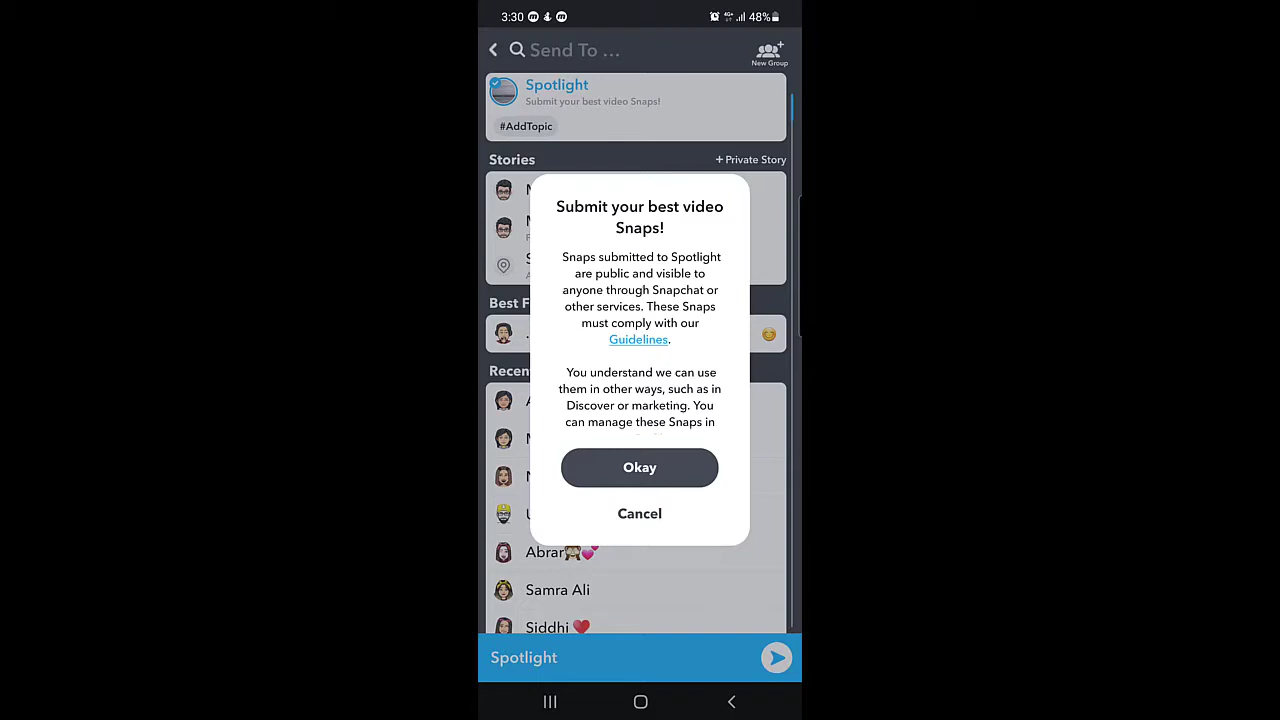 3:30
48%
Send To ...
New Group
Spotlight
Submit your best video Snaps!
#AddTopic
Stories
+ Private Story
Submit your best video
Snaps!
Snaps submitted to Spotlight
are public and visible to
anyone through Snapchat or
other services. These Snaps
must comply with our
Guidelines.
You understand we can use
them in other ways, such as in
Discover or marketing. You
can manage these Snaps in
Best F
Recen
Okay
Cancel
Abrar🙈💕
Samra Ali
Siddhi ❤️
Spotlight